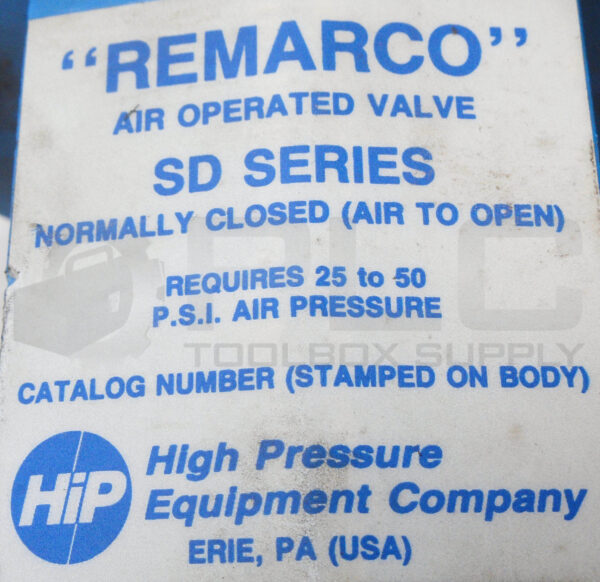 "REMARCO"
AIR OPERATED VALVE
SD SERIES
NORMALLY CLOSED (AIR TO OPEN)
PLC
REQUIRES 25 to 50
P.S.I. AIR PRESSURE
TOOLBOX SUPPLY
CATALOG NUMBER (STAMPED ON BODY)
HiP
High Pressure
Equipment Company
ERIE, PA (USA)